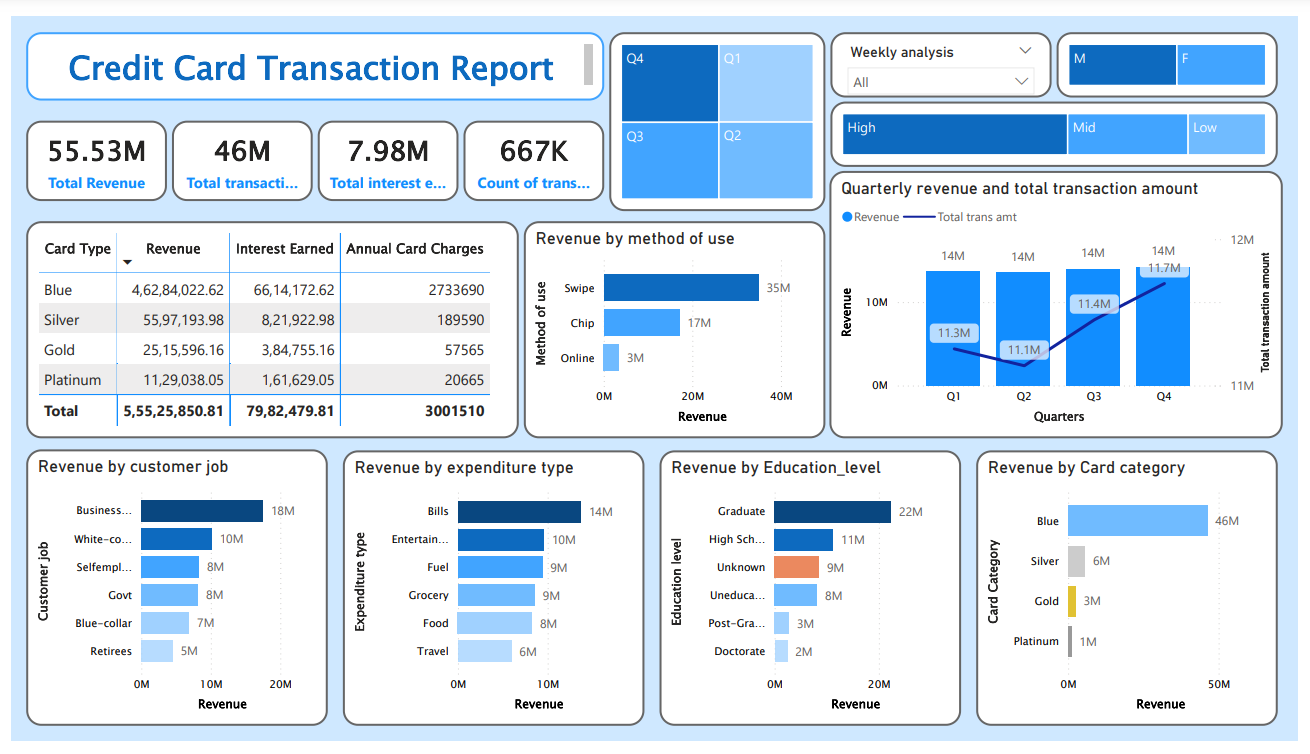 Credit Card Transaction Report
55.53M
Total Revenue
46M
Total transacti...
7.98M
Total interest e...
667K
Count of trans...
Q4
Q1
Q3
Q2
Weekly analysis
All
M
F
High
Mid
Low
Card Type Revenue Interest Earned Annual Card Charges
Blue 4,62,84,022.62 66,14,172.62 2733690
Silver 55,97,193.98 8,21,922.98 189590
Gold 25,15,596.16 3,84,755.16 57565
Platinum 11,29,038.05 1,61,629.05 20665
Total 5,55,25,850.81 79,82,479.81 3001510
Revenue by method of use
Method of use
Swipe 35M
Chip 17M
Online 3M
0M 20M 40M
Revenue
Quarterly revenue and total transaction amount
Revenue Total trans amt
Revenue
10M
0M
14M 14M 14M 14M
11.3M 11.1M 11.4M 11.7M
12M
11M
Total transaction amount
Q1 Q2 Q3 Q4
Quarters
Revenue by customer job
Customer job
Business... 18M
White-co... 10M
Selfempl... 8M
Govt 8M
Blue-collar 7M
Retirees 5M
0M 10M 20M
Revenue
Revenue by expenditure type
Expenditure type
Bills 14M
Entertain... 10M
Fuel 9M
Grocery 9M
Food 8M
Travel 6M
0M 10M
Revenue
Revenue by Education_level
Education level
Graduate 22M
High Sch... 11M
Unknown 9M
Uneduca... 8M
Post-Gra... 3M
Doctorate 2M
0M 20M
Revenue
Revenue by Card category
Card Category
Blue 46M
Silver 6M
Gold 3M
Platinum 1M
0M 50M
Revenue